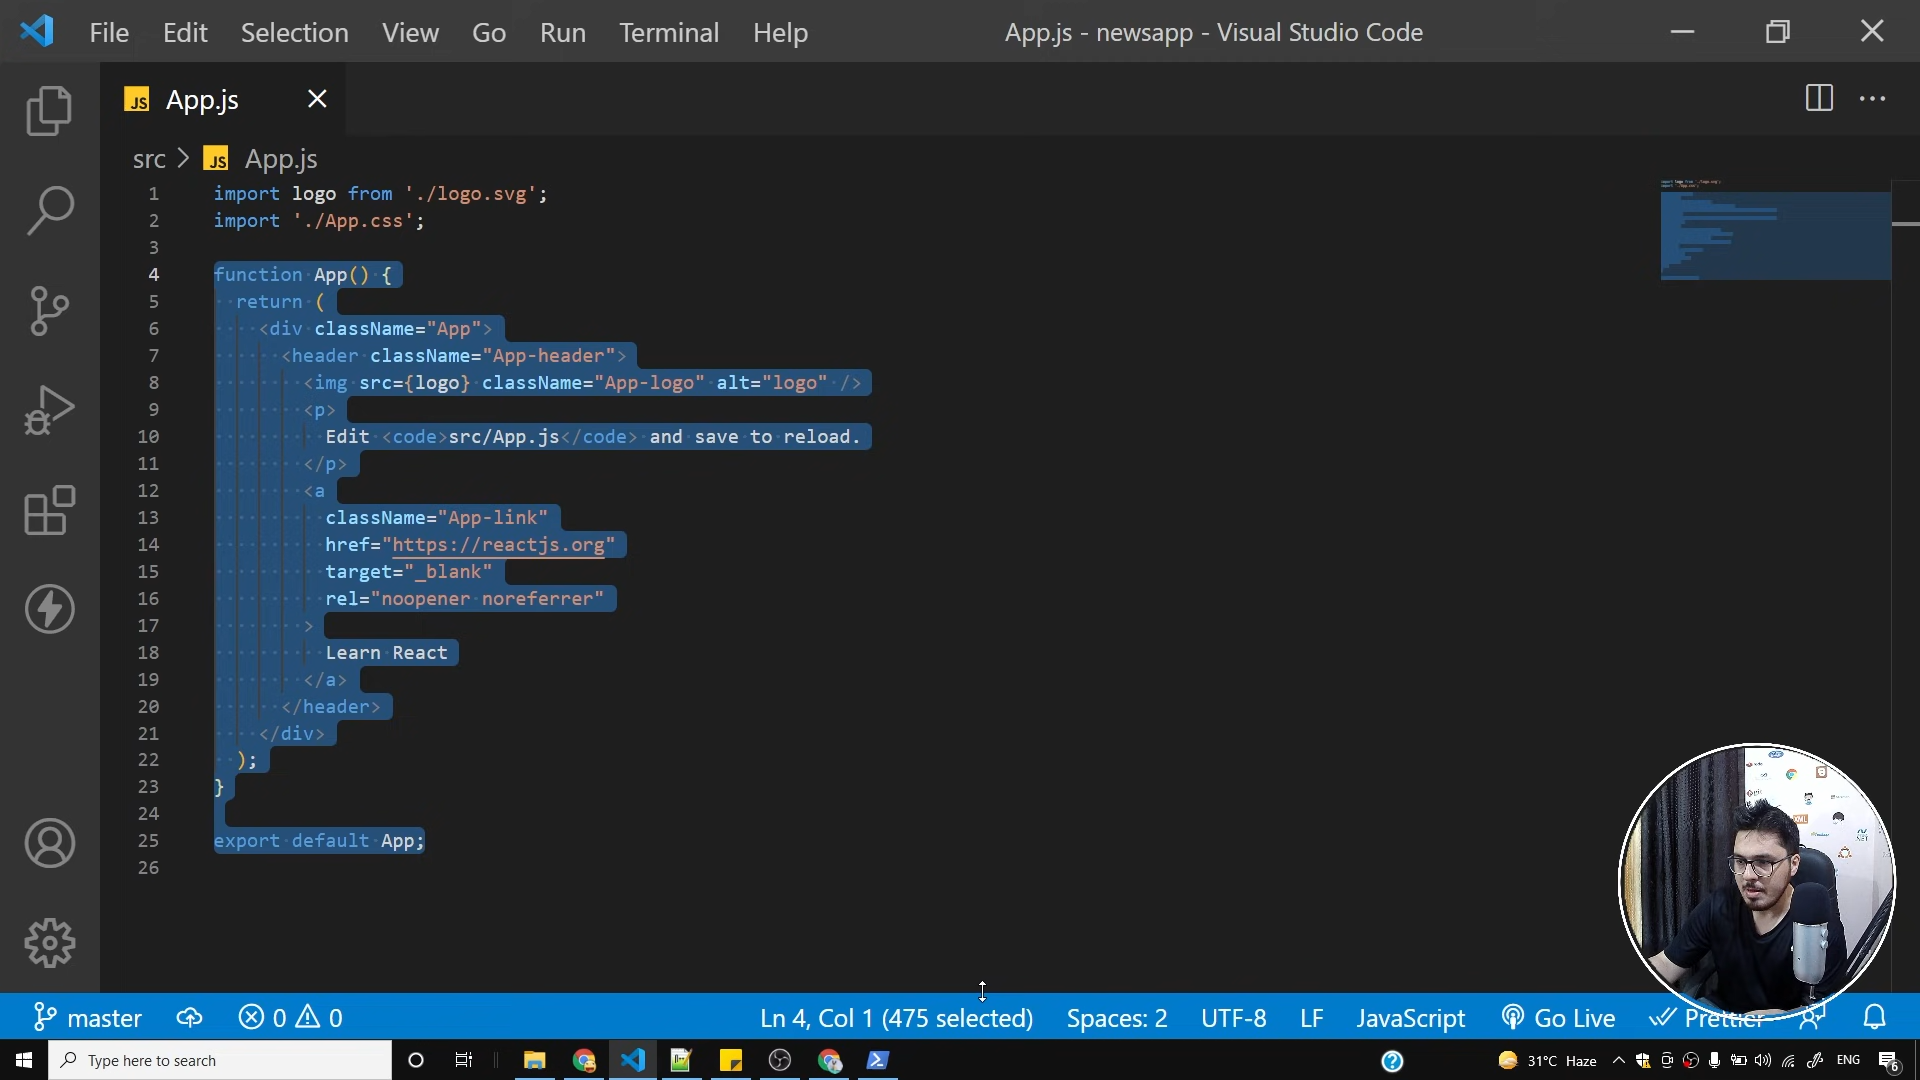 File Edit Selection View Go Run Terminal Help App.js - newsapp - Visual Studio Code
JS App.js
src > JS App.js
1 import logo from './logo.svg';
2 import './App.css';
3
4 function App() {
5 return (
6 <div className="App">
7 <header className="App-header">
8 <img src={logo} className="App-logo" alt="logo" />
9 <p>
10 Edit <code>src/App.js</code> and save to reload.
11 </p>
12 <a
13 className="App-link"
14 href="https://reactjs.org"
15 target="_blank"
16 rel="noopener noreferrer"
17 >
18 Learn React
19 </a>
20 </header>
21 </div>
22 );
23 }
24
25 export default App;
26
master 0 0 Ln 4, Col 1 (475 selected) Spaces: 2 UTF-8 LF JavaScript Go Live Prettier
Type here to search 31°C Haze ENG 6